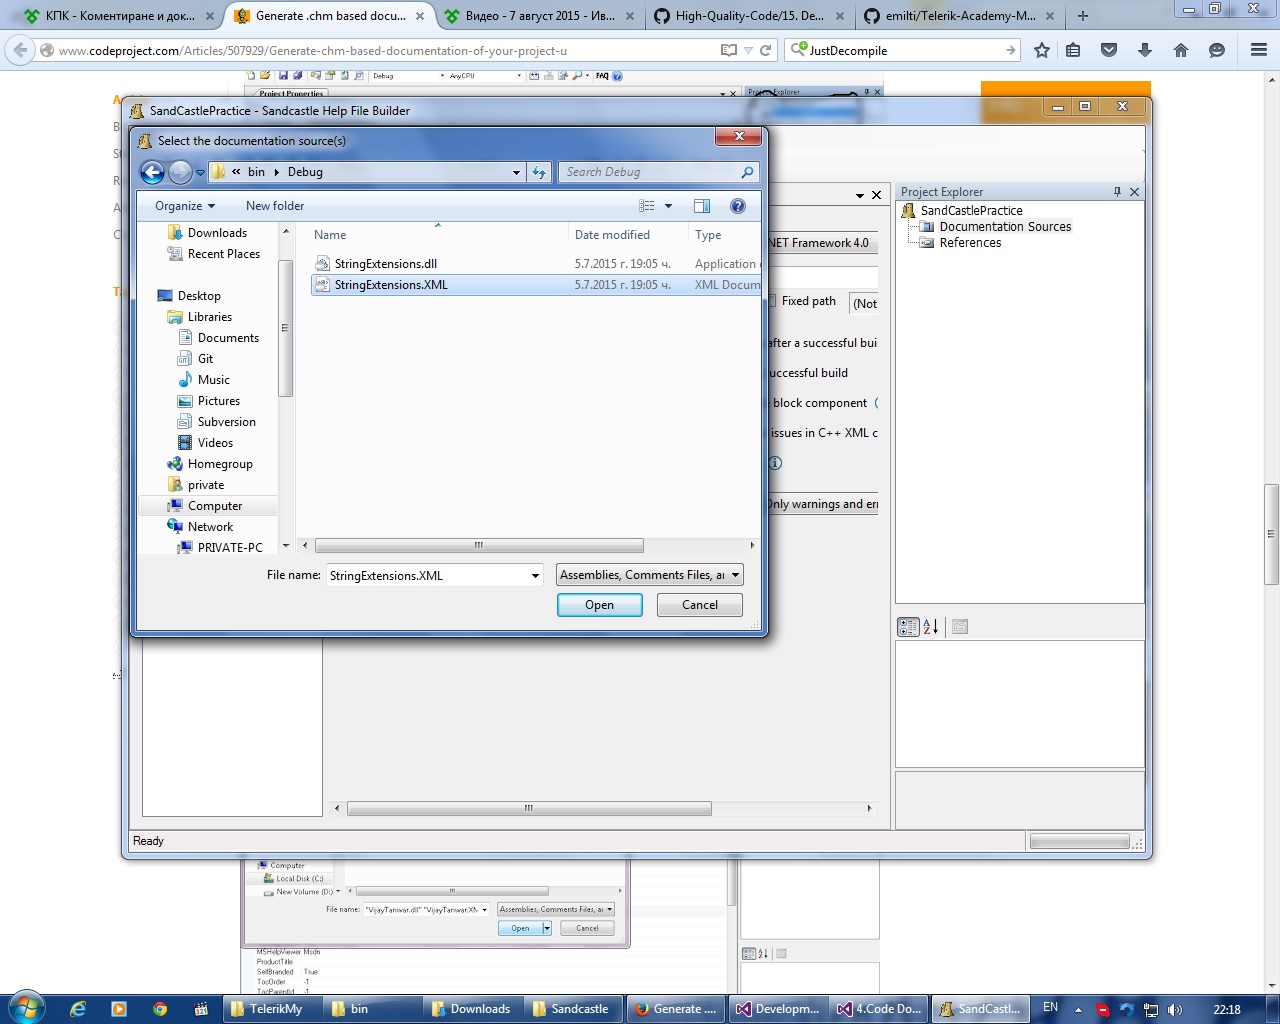 КПК - Коментиране и док...
Generate .chm based docu...
Видео - 7 август 2015 - Ив...
High-Quality-Code/15. De...
emilti/Telerik-Academy-M...
www.codeproject.com/Articles/507929/Generate-chm-based-documentation-of-your-project-u
JustDecompile
Debug
AnyCPU
FAQ
Project Properties
SandCastlePractice - Sandcastle Help File Builder
Select the documentation source(s)
bin
Debug
Search Debug
Organize
New folder
Downloads
Recent Places
Desktop
Libraries
Documents
Git
Music
Pictures
Subversion
Videos
Homegroup
private
Computer
Network
PRIVATE-PC
Name
Date modified
Type
StringExtensions.dll
5.7.2015 г. 19:05 ч.
Application
StringExtensions.XML
5.7.2015 г. 19:05 ч.
XML Docum
File name:
StringExtensions.XML
Assemblies, Comments Files, a
Open
Cancel
NET Framework 4.0
Fixed path
(Not
after a successful bui
uccessful build
block component
issues in C++ XML c
Only warnings and err
Project Explorer
SandCastlePractice
Documentation Sources
References
Ready
Computer
Local Disk (C:)
New Volume (D:)
File name:
"VijayTanwar.dll" "VijayTanwar.XM
Assemblies, Comments Files, a
Open
Cancel
MSHelpViewer
Msdn
ProductTitle
SelfBranded
True
TocOrder
-1
TocParentId
-1
TelerikMy
bin
Downloads
Sandcastle
Generate ....
Developm...
4.Code Do...
SandCastl...
EN
22:18